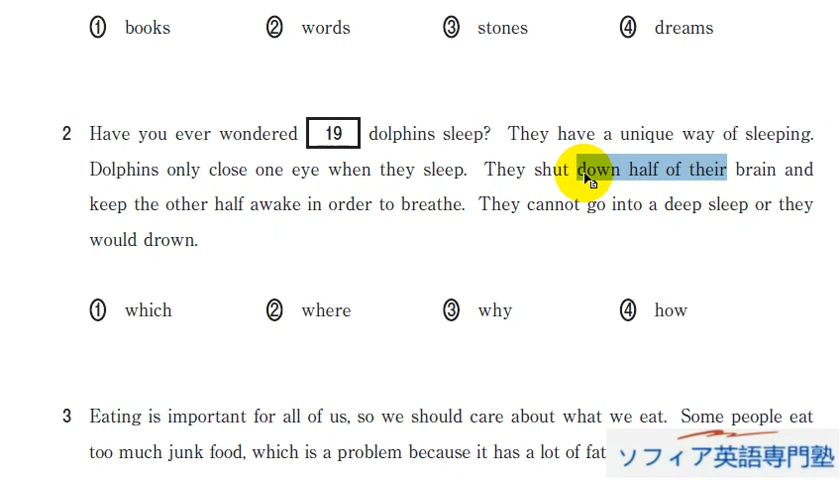 ① books ② words ③ stones ④ dreams
2 Have you ever wondered 19 dolphins sleep? They have a unique way of sleeping.
Dolphins only close one eye when they sleep. They shut down half of their brain and
keep the other half awake in order to breathe. They cannot go into a deep sleep or they
would drown.
① which ② where ③ why ④ how
3 Eating is important for all of us, so we should care about what we eat. Some people eat
too much junk food, which is a problem because it has a lot of fat
ソフィア英語専門塾